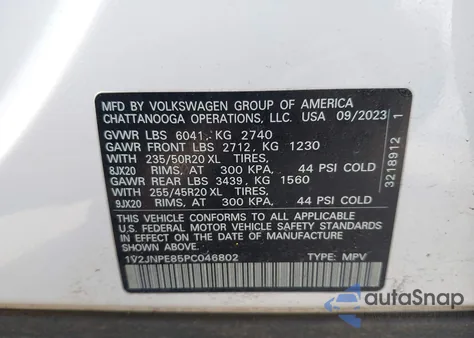 MFD BY VOLKSWAGEN GROUP OF AMERICA
CHATTANOOGA OPERATIONS, LLC. USA 09/2023
GVWR LBS 6041, KG 2740
GAWR FRONT LBS 2712, KG 1230
WITH 235/50R20 XL TIRES,
8JX20 RIMS, AT 300 KPA. 44 PSI COLD
GAWR REAR LBS 3439, KG 1560
WITH 255/45R20 XL TIRES,
9JX20 RIMS, AT 300 KPA. 44 PSI COLD
THIS VEHICLE CONFORMS TO ALL APPLICABLE
U.S. FEDERAL MOTOR VEHICLE SAFETY STANDARDS
IN EFFECT ON THE DATE OF MANUFACTURE
SHOWN ABOVE.
1V2JNPE85PC046802 TYPE: MPV
3218912 1
autoSnap